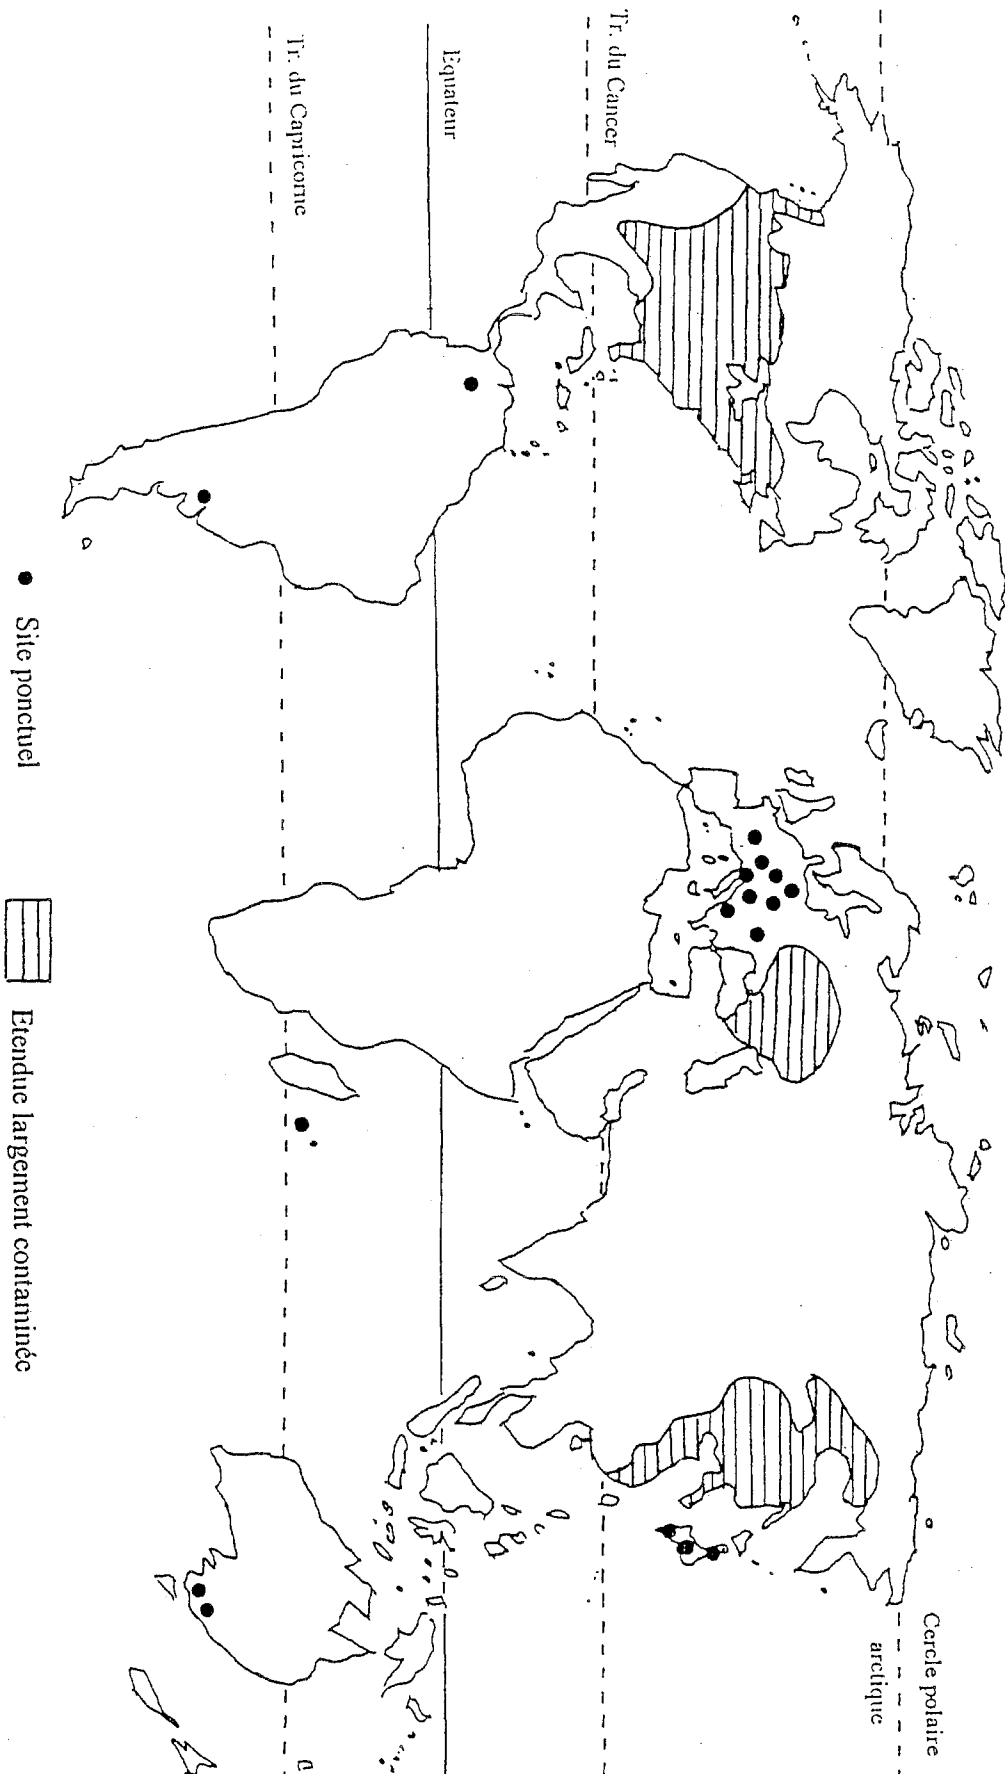 Cercle polaire
arctique
Tr. du Cancer
Equateur
Tr. du Capricorne
Site ponctuel
Etendue largement contaminée